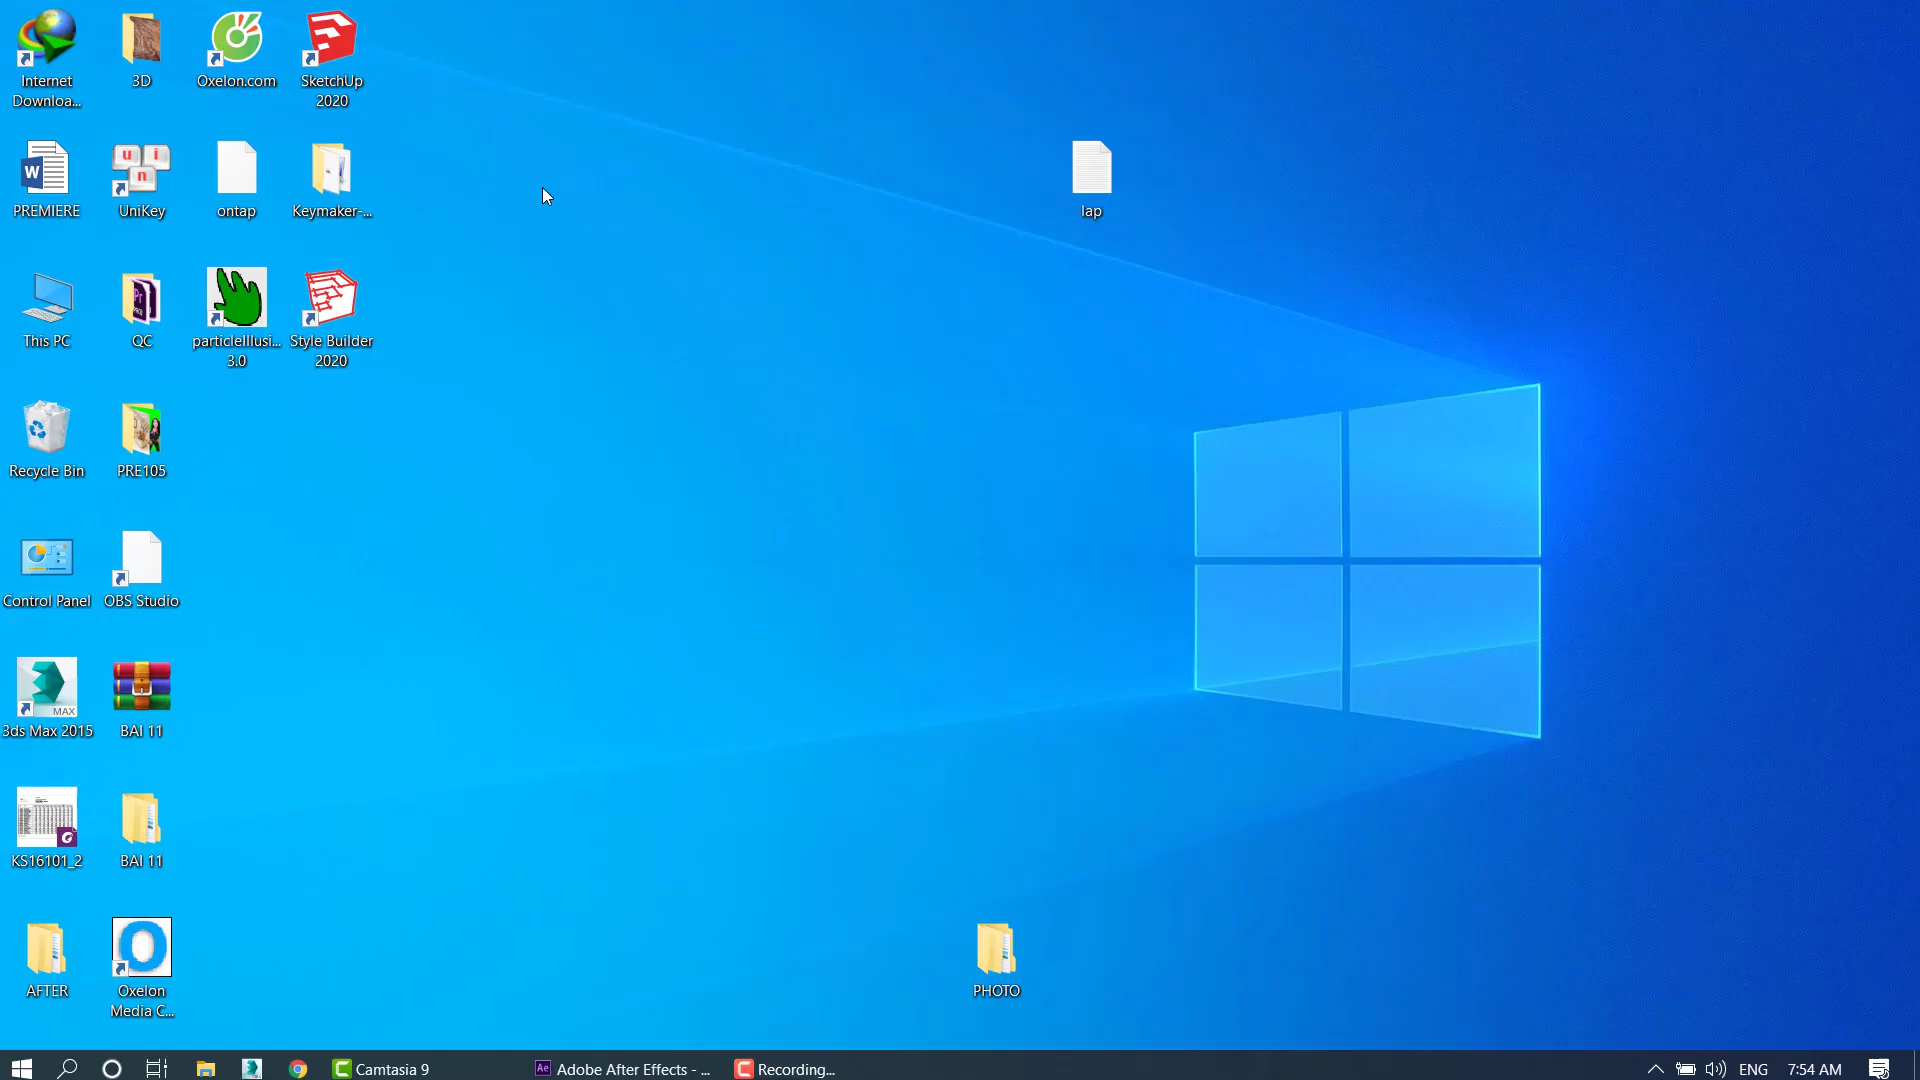 Internet
Downloa...
3D
Oxelon.com
SketchUp
2020
PREMIERE
UniKey
ontap
Keymaker-...
lap
This PC
QC
particleIllusi...
3.0
Style Builder
2020
Recycle Bin
PRE105
Control Panel
OBS Studio
MAX
3ds Max 2015
BAI 11
KS16101_2
BAI 11
AFTER
Oxelon
Media C...
PHOTO
Camtasia 9
Adobe After Effects - ...
Recording...
ENG
7:54 AM